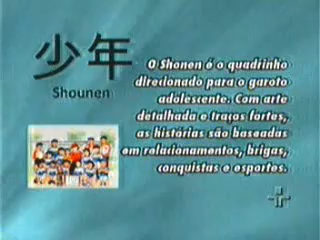 少年
Shounen
O Shonen é o quadrinho
direcionado para o garoto
adolescente. Com arte
detalhada e traços fortes,
as histórias são baseadas
em relacionamentos, brigas,
conquistas e esportes.